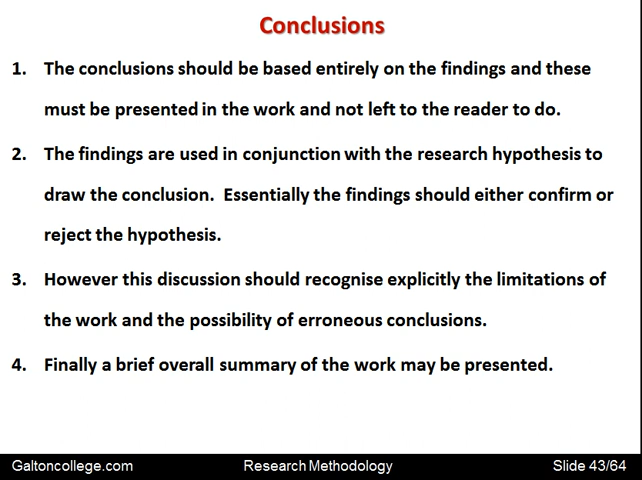 Conclusions
1. The conclusions should be based entirely on the findings and these
must be presented in the work and not left to the reader to do.
2. The findings are used in conjunction with the research hypothesis to
draw the conclusion. Essentially the findings should either confirm or
reject the hypothesis.
3. However this discussion should recognise explicitly the limitations of
the work and the possibility of erroneous conclusions.
4. Finally a brief overall summary of the work may be presented.
Galtoncollege.com Research Methodology Slide 43/64